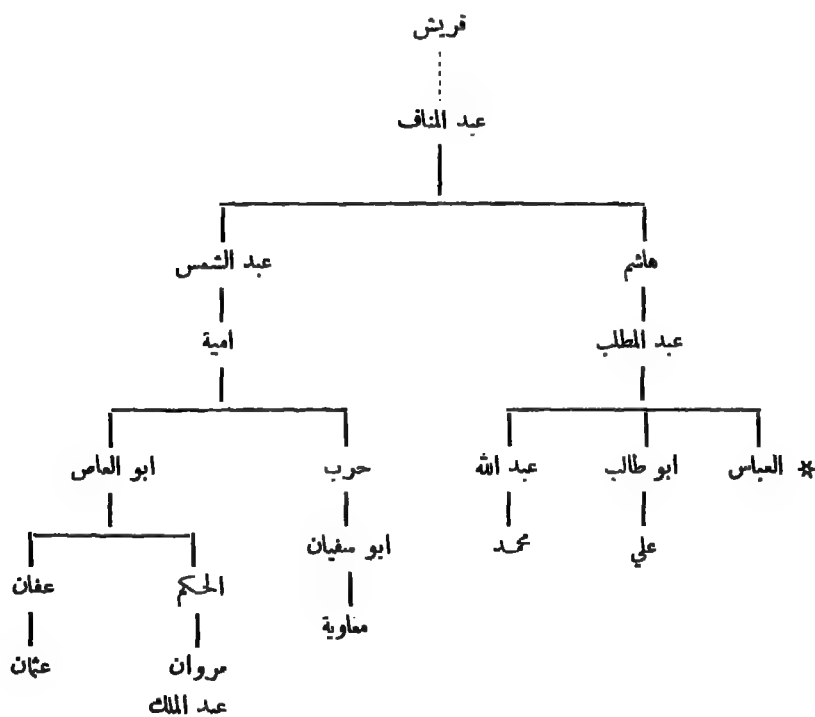 قريش
عبد المناف
هاشم
عبد الشمس
عبد المطلب
امية
* العباس
ابو طالب
عبد الله
حرب
ابو العاص
علي
محمد
ابو سفيان
الحكم
عفان
معاوية
مروان
عثمان
عبد الملك